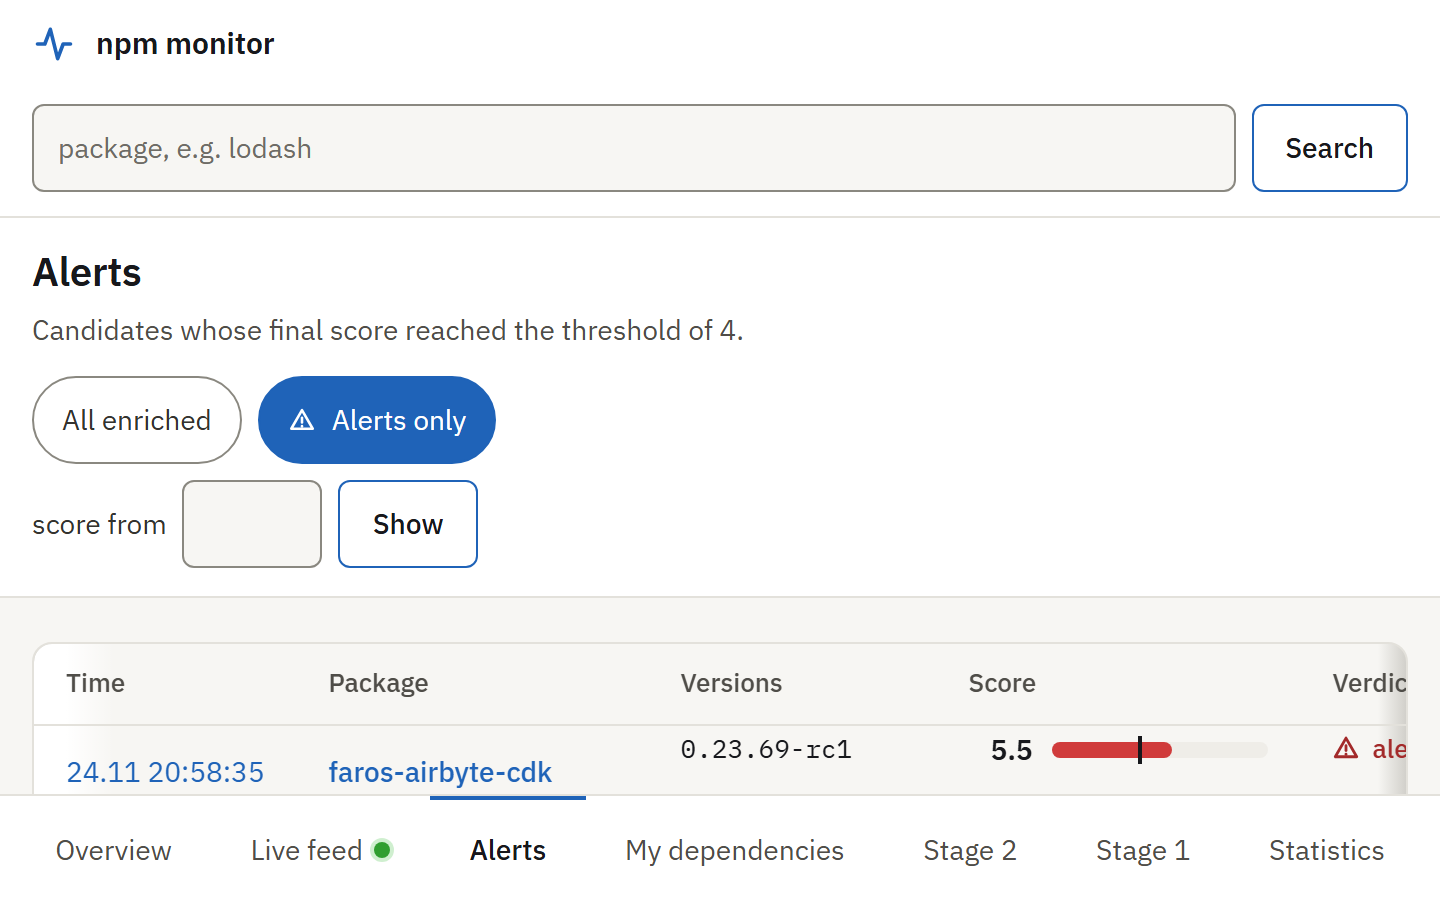 npm monitor
package, e.g. lodash
Search
Alerts
Candidates whose final score reached the threshold of 4.
All enriched
Alerts only
score from
Show
Time Package Versions Score Verdic
24.11 20:58:35 faros-airbyte-cdk 0.23.69-rc1 5.5 ale
Overview Live feed Alerts My dependencies Stage 2 Stage 1 Statistics